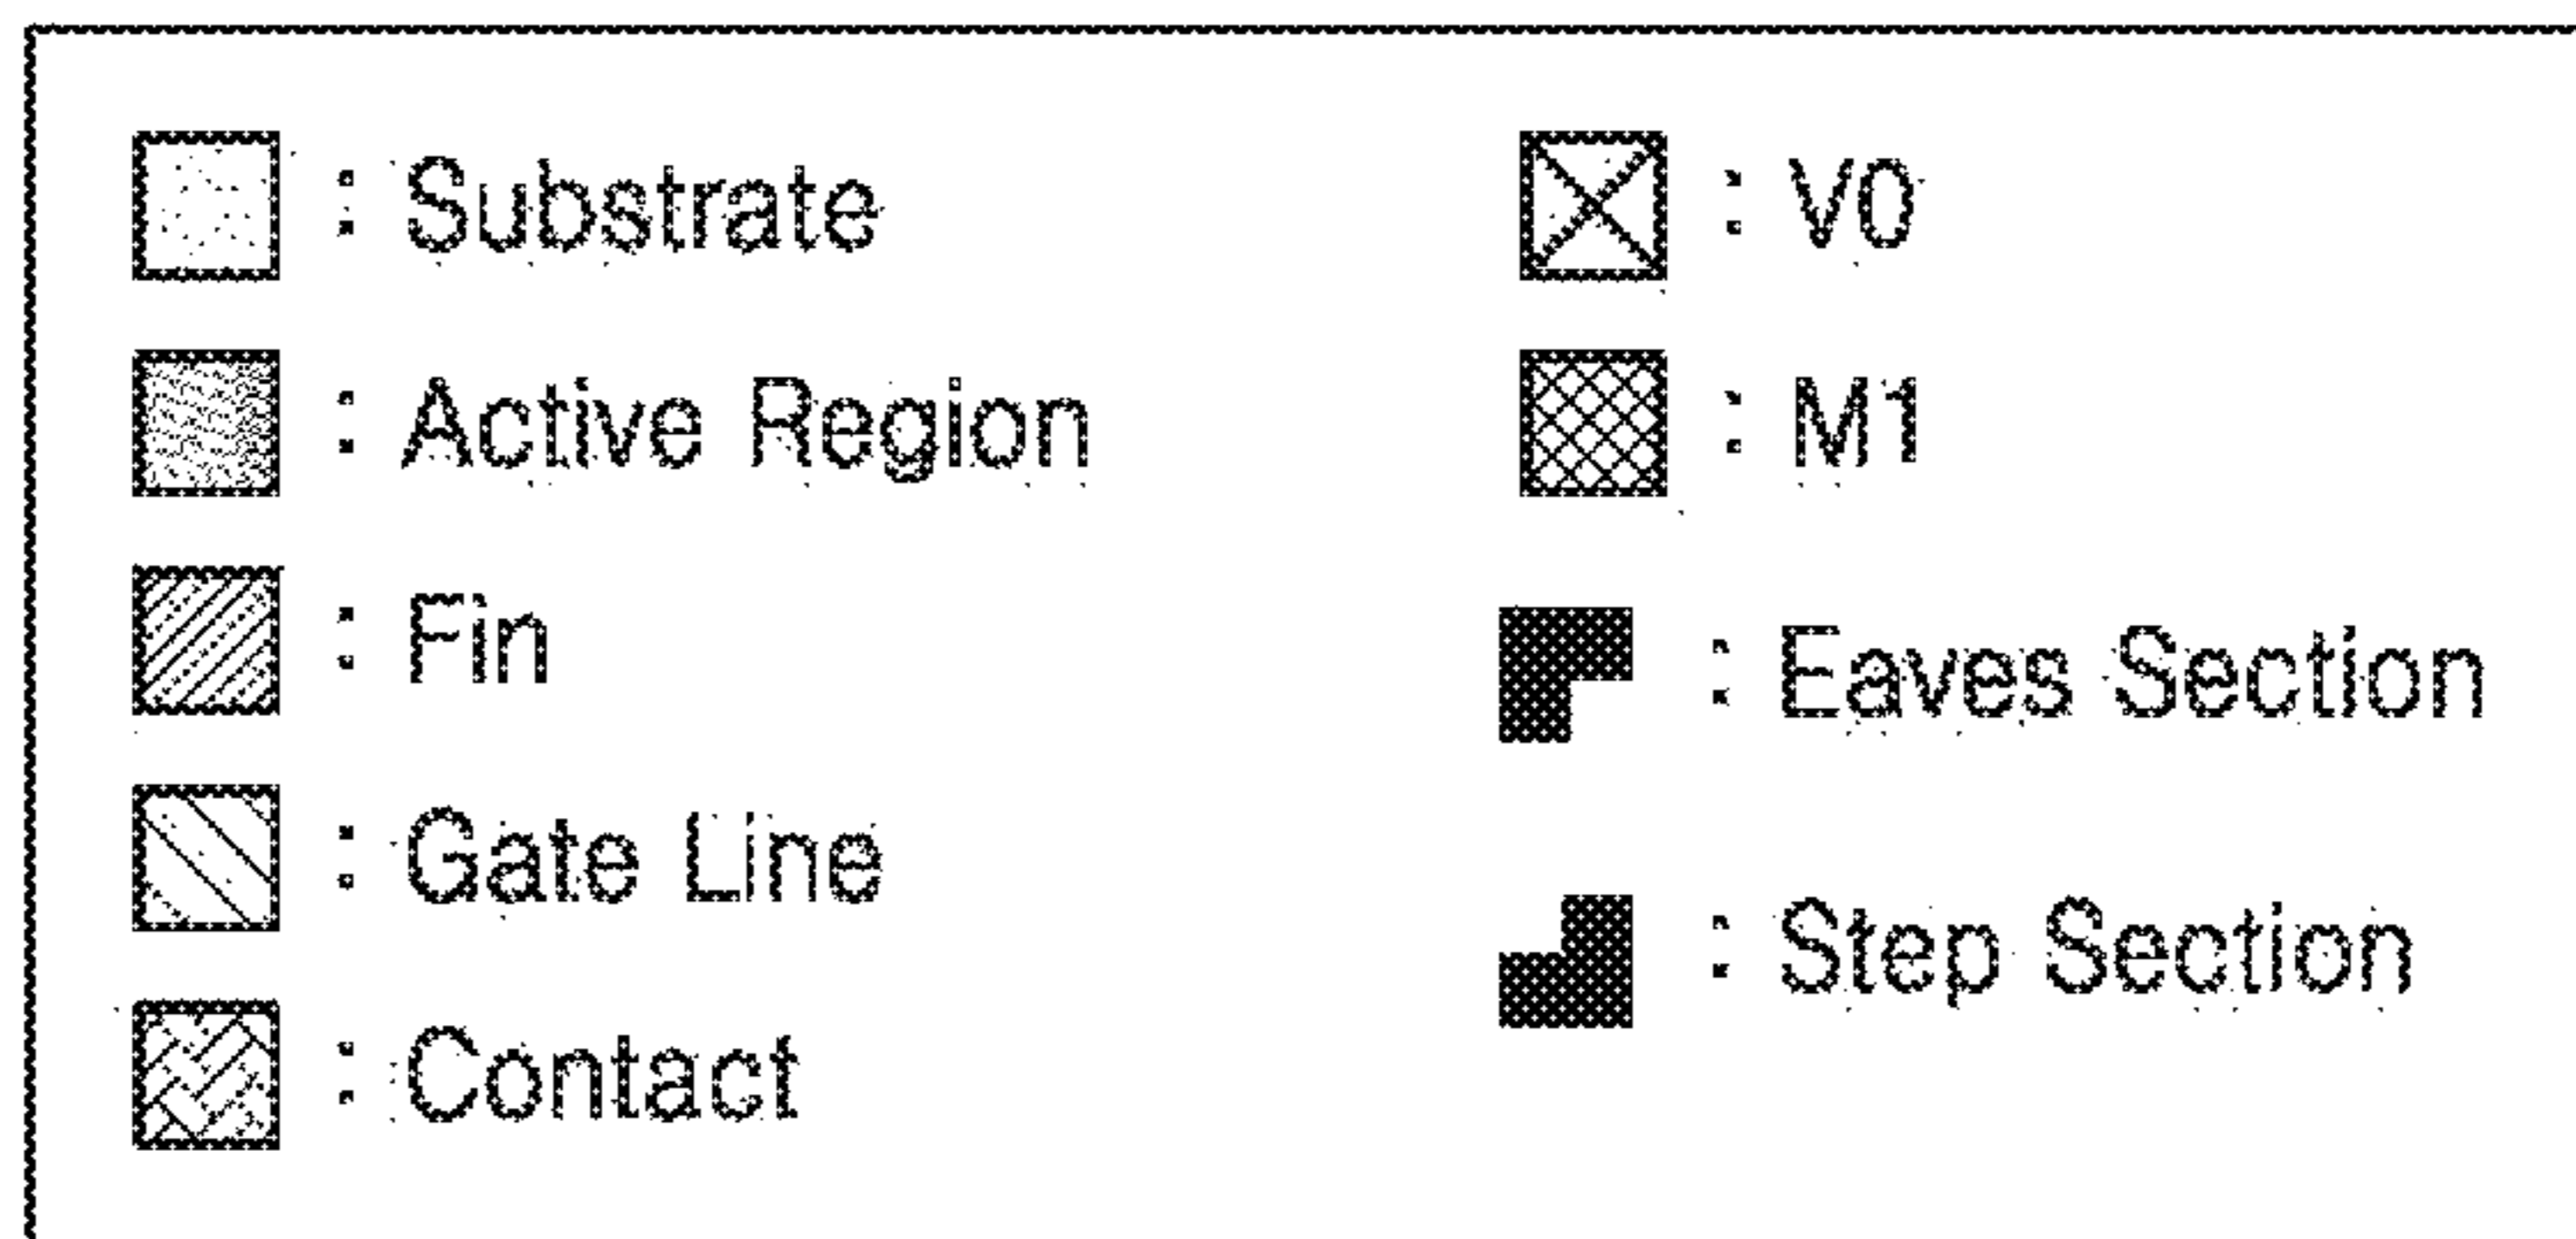 : Substrate
: Active Region
: Fin
: Gate Line
: Contact
: V0
: M1
: Eaves Section
: Step Section